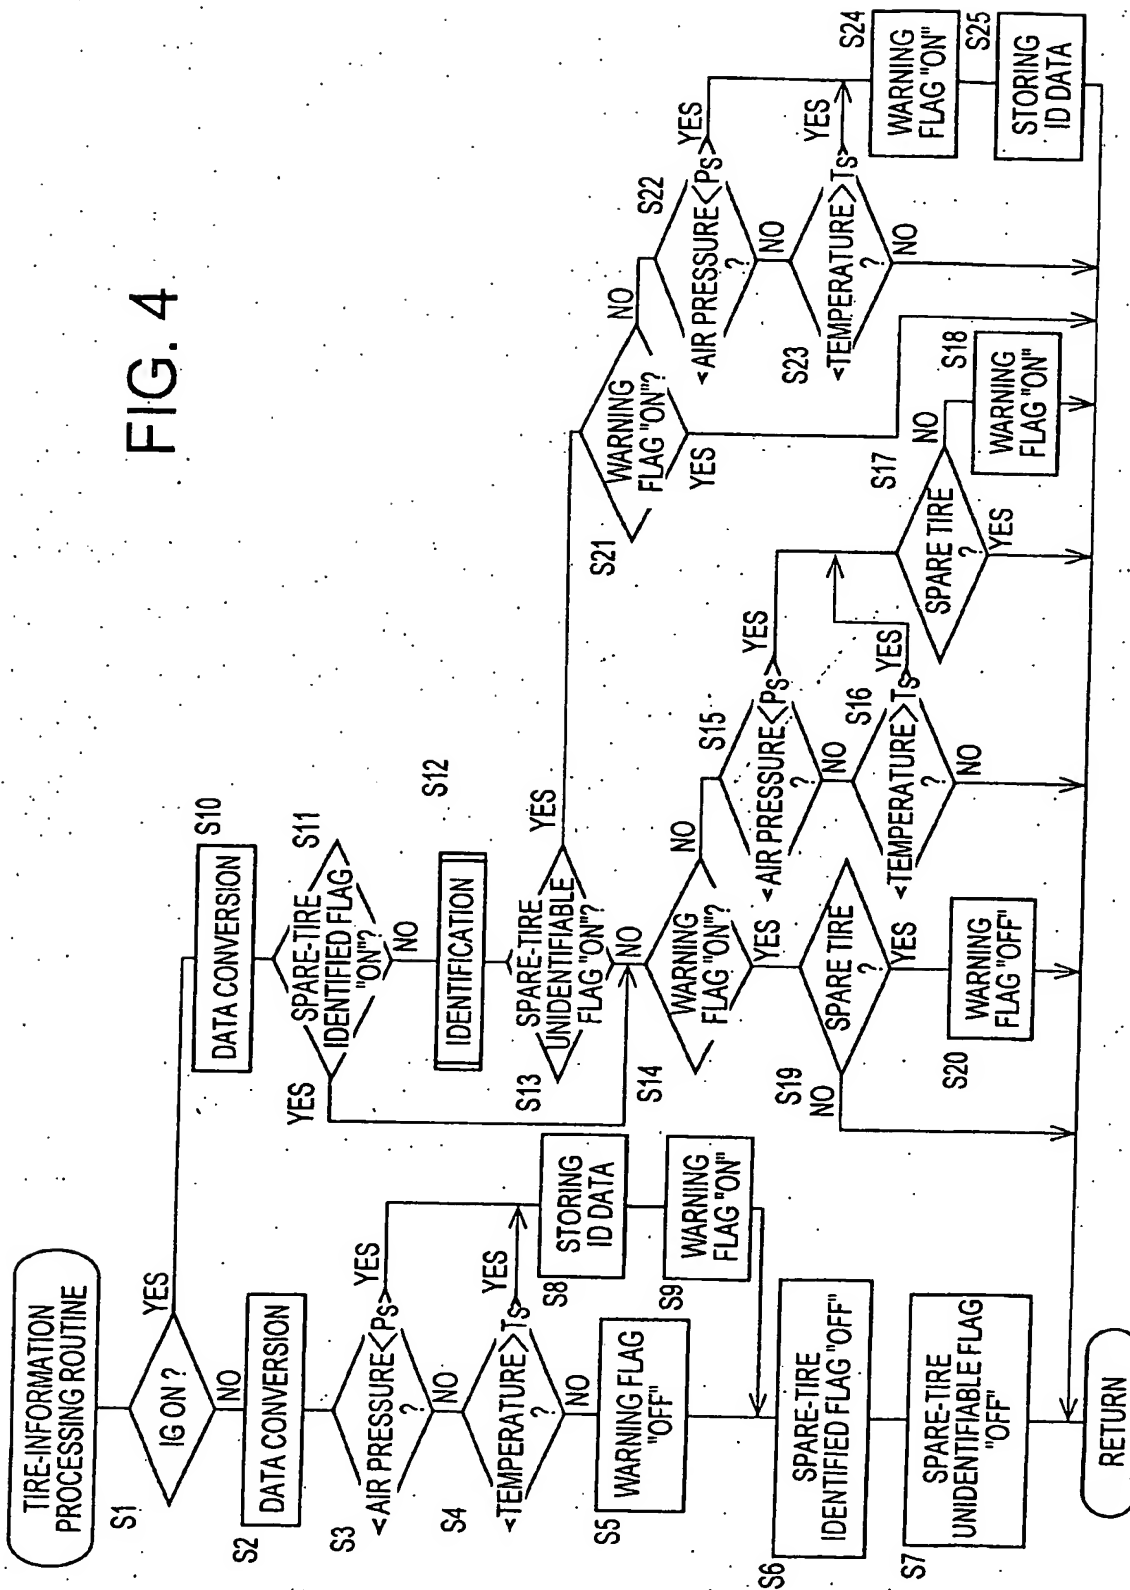 FIG. 4
TIRE-INFORMATION
PROCESSING ROUTINE
S1
IG ON ?
YES
NO
S2
DATA CONVERSION
S3
<AIR PRESSURE<Ps>
?
YES
NO
S4
<TEMPERATURE>Ts>
?
YES
NO
S5
WARNING FLAG
"OFF"
S8
STORING
ID DATA
S9
WARNING
FLAG "ON"
S6
SPARE-TIRE
IDENTIFIED FLAG "OFF"
S7
SPARE-TIRE
UNIDENTIFIABLE FLAG
"OFF"
RETURN
S10
DATA CONVERSION
S11
SPARE-TIRE
IDENTIFIED FLAG
"ON"?
YES
NO
S12
IDENTIFICATION
S13
SPARE-TIRE
UNIDENTIFIABLE
FLAG "ON"?
YES
NO
S14
WARNING
FLAG "ON"?
NO
YES
S15
<AIR PRESSURE<Ps>
?
YES
NO
S16
<TEMPERATURE>Ts>
?
YES
NO
S17
SPARE TIRE
?
NO
YES
S18
WARNING
FLAG "ON"
S19
SPARE TIRE
?
NO
YES
S20
WARNING
FLAG "OFF"
S21
WARNING
FLAG "ON"?
NO
YES
S22
<AIR PRESSURE<Ps>
?
YES
NO
S23
<TEMPERATURE>Ts>
?
YES
NO
S24
WARNING
FLAG "ON"
S25
STORING
ID DATA